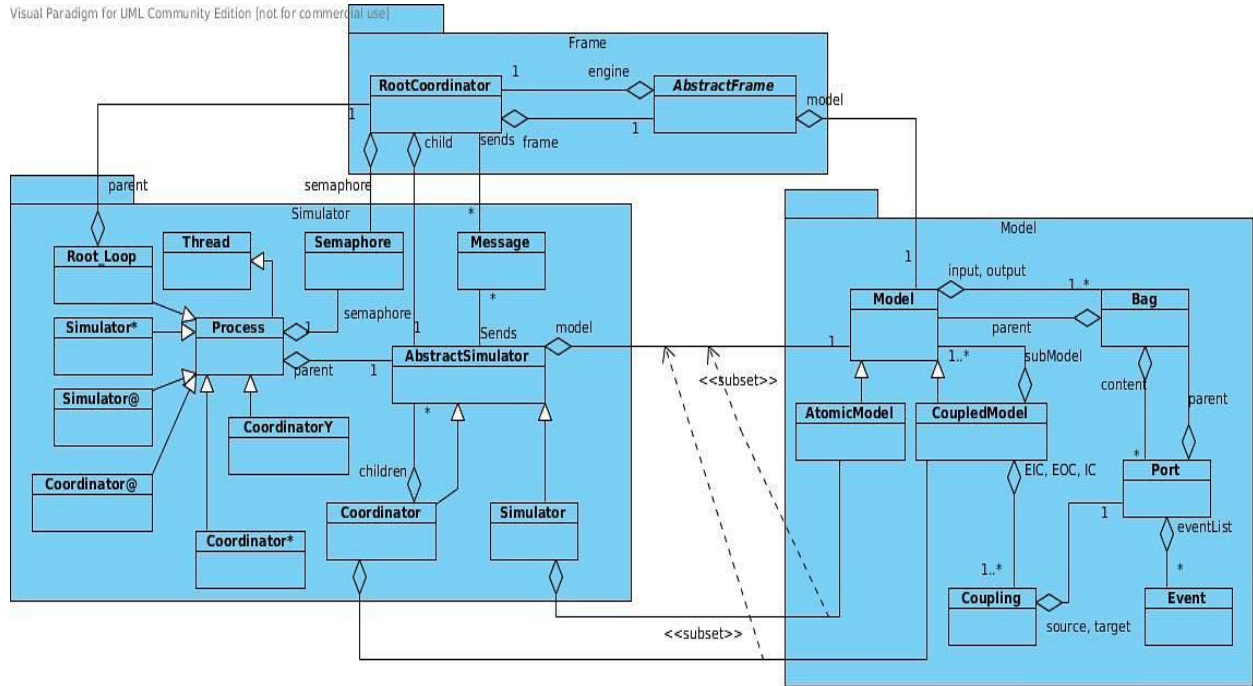 Visual Paradigm for UML Community Edition [not for commercial use]
Frame
RootCoordinator
1
engine
AbstractFrame
model
1
child
sends
frame
1
parent
semaphore
Simulator
*
Model
Root_Loop
Thread
Semaphore
Message
1
input, output
1..*
Model
Bag
Simulator*
Process
1
semaphore
*
Sends
1
model
parent
1
AbstractSimulator
parent
1
1..*
subModel
<<subset>>
content
parent
Simulator@
CoordinatorY
*
AtomicModel
CoupledModel
Coordinator@
children
*
EIC, EOC, IC
Port
Coordinator
Simulator
1
eventList
Coordinator*
1..*
*
Coupling
Event
source, target
<<subset>>